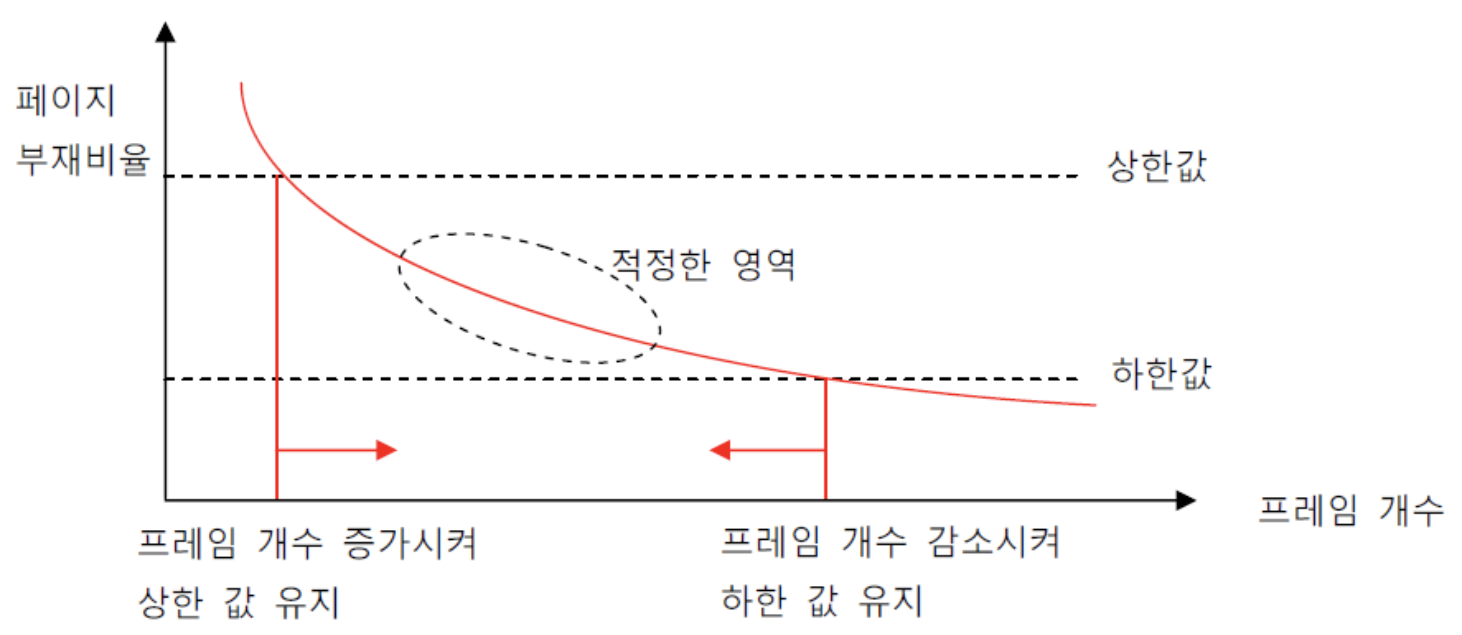 페이지
부재비율
상한값
적정한 영역
하한값
프레임 개수
프레임 개수 증가시켜
상한 값 유지
프레임 개수 감소시켜
하한 값 유지